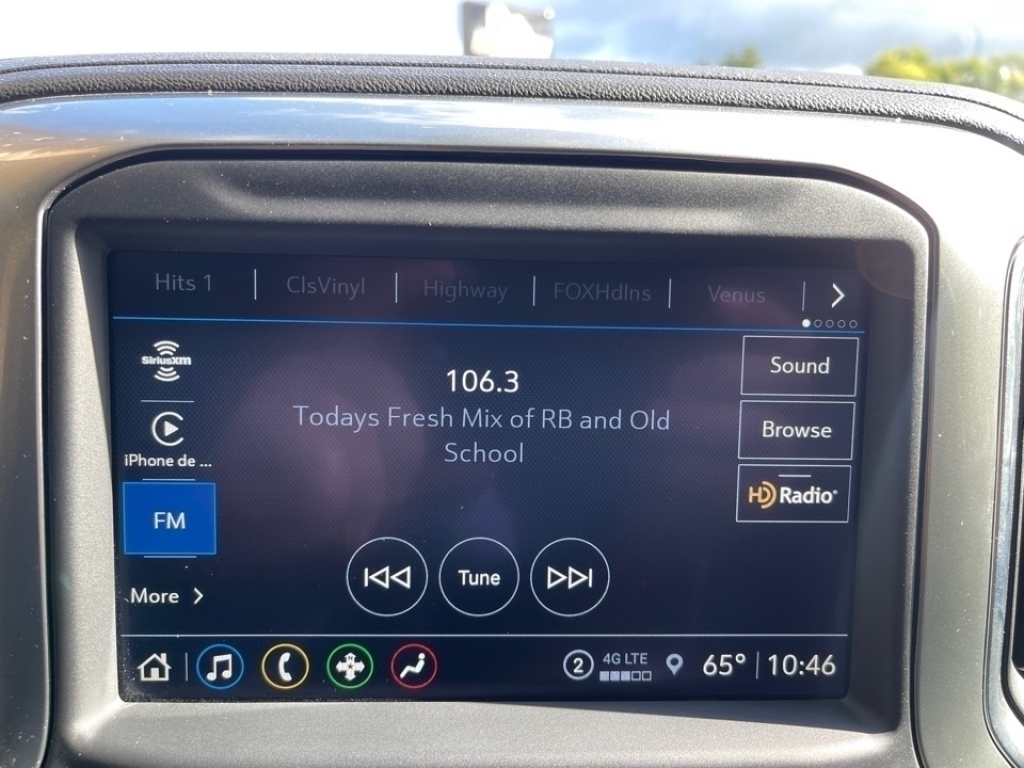 Hits 1
ClsVinyl
Highway
FOXHdlns
Venus
SiriusXM
iPhone de ...
FM
More
106.3
Todays Fresh Mix of RB and Old
School
Tune
Sound
Browse
HD Radio
2
4G LTE
65°
10:46